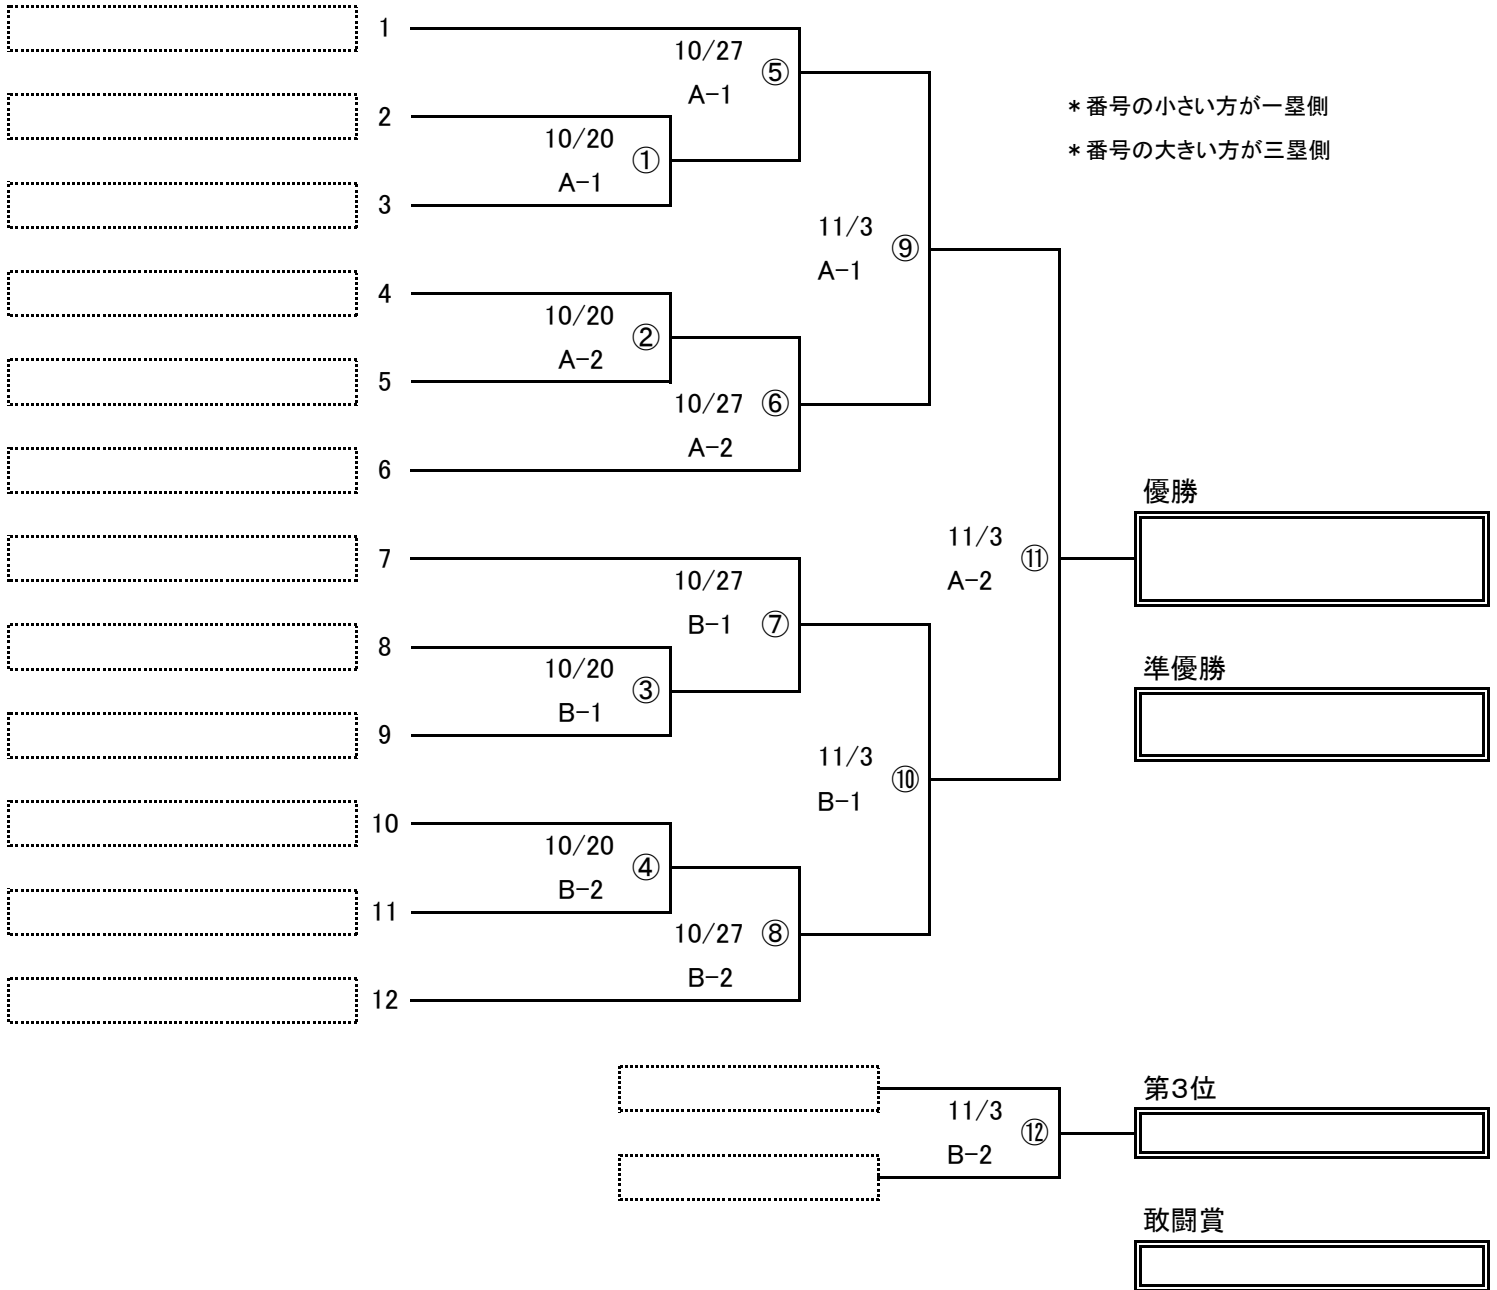 1
10/27
⑤
A-1
*番号の小さい方が一塁側
2
10/20
①
*番号の大きい方が三塁側
A-1
3
11/3
⑨
A-1
4
10/20
②
A-2
5
10/27
⑥
A-2
6
優勝
11/3
⑪
A-2
7
10/27
B-1
⑦
8
10/20
③
準優勝
B-1
9
11/3
⑩
B-1
10
10/20
④
B-2
11
10/27
⑧
B-2
12
第3位
11/3
⑫
B-2
敢闘賞